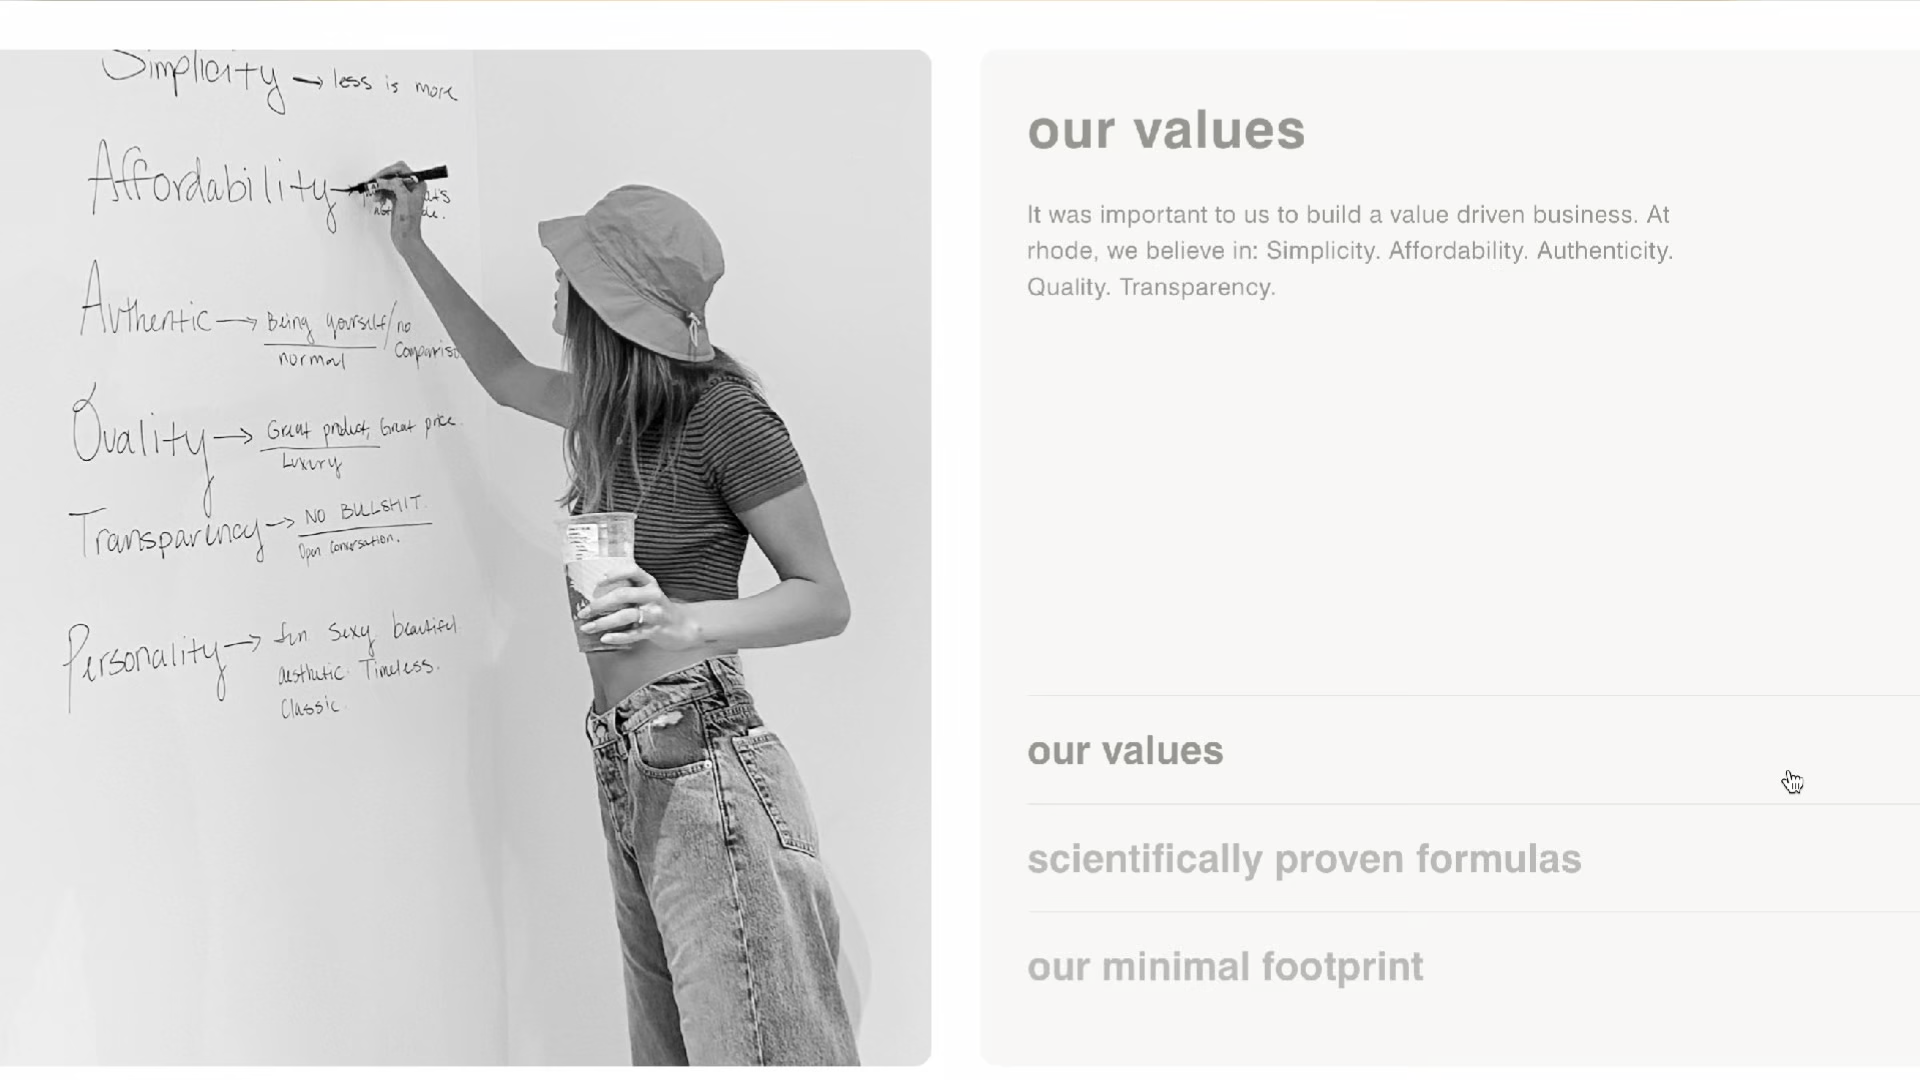 Simplicity → less is more
Affordability →
Authentic → Being yourself/no
normal
Quality → Great product, Great price.
Luxury
Transparency → NO BULLSHIT.
Open Conversation.
Personality → fun sexy beautiful
aesthetic. Timeless.
Classic.
our values
It was important to us to build a value driven business. At
rhode, we believe in: Simplicity. Affordability. Authenticity.
Quality. Transparency.
our values
scientifically proven formulas
our minimal footprint